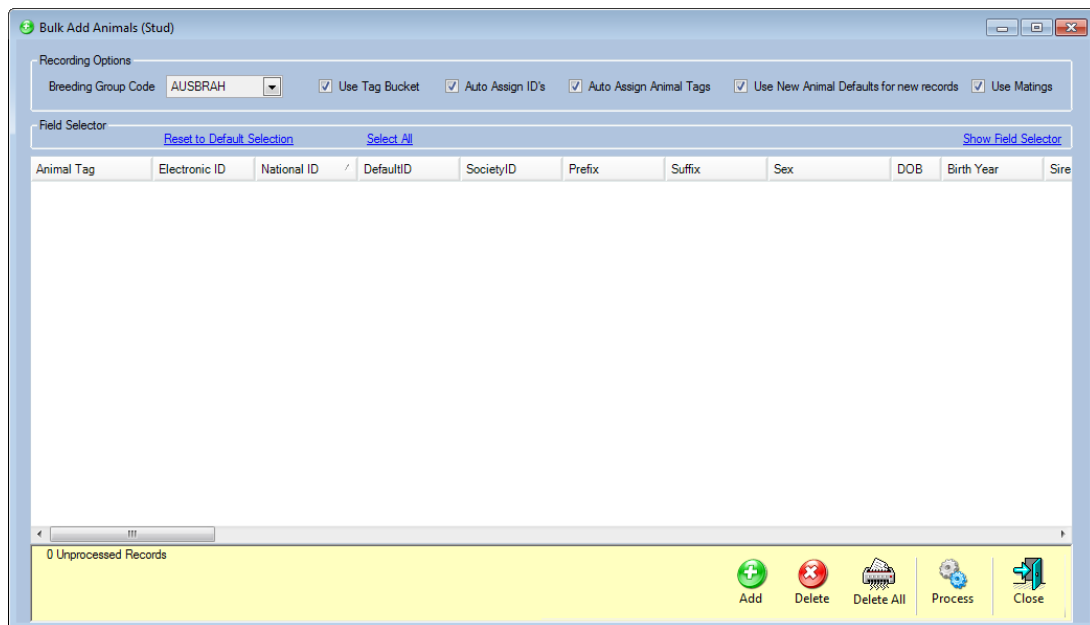 Bulk Add Animals (Stud)
Recording Options
Breeding Group Code AUSBRAH Use Tag Bucket Auto Assign ID's Auto Assign Animal Tags Use New Animal Defaults for new records Use Matings
Field Selector
Reset to Default Selection Select All Show Field Selector
Animal Tag Electronic ID National ID DefaultID SocietyID Prefix Suffix Sex DOB Birth Year Sire
0 Unprocessed Records
Add Delete Delete All Process Close